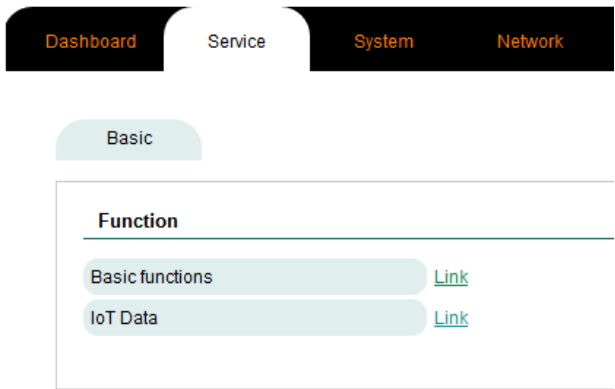 Dashboard Service System Network
Basic
Function
Basic functions Link
IoT Data Link